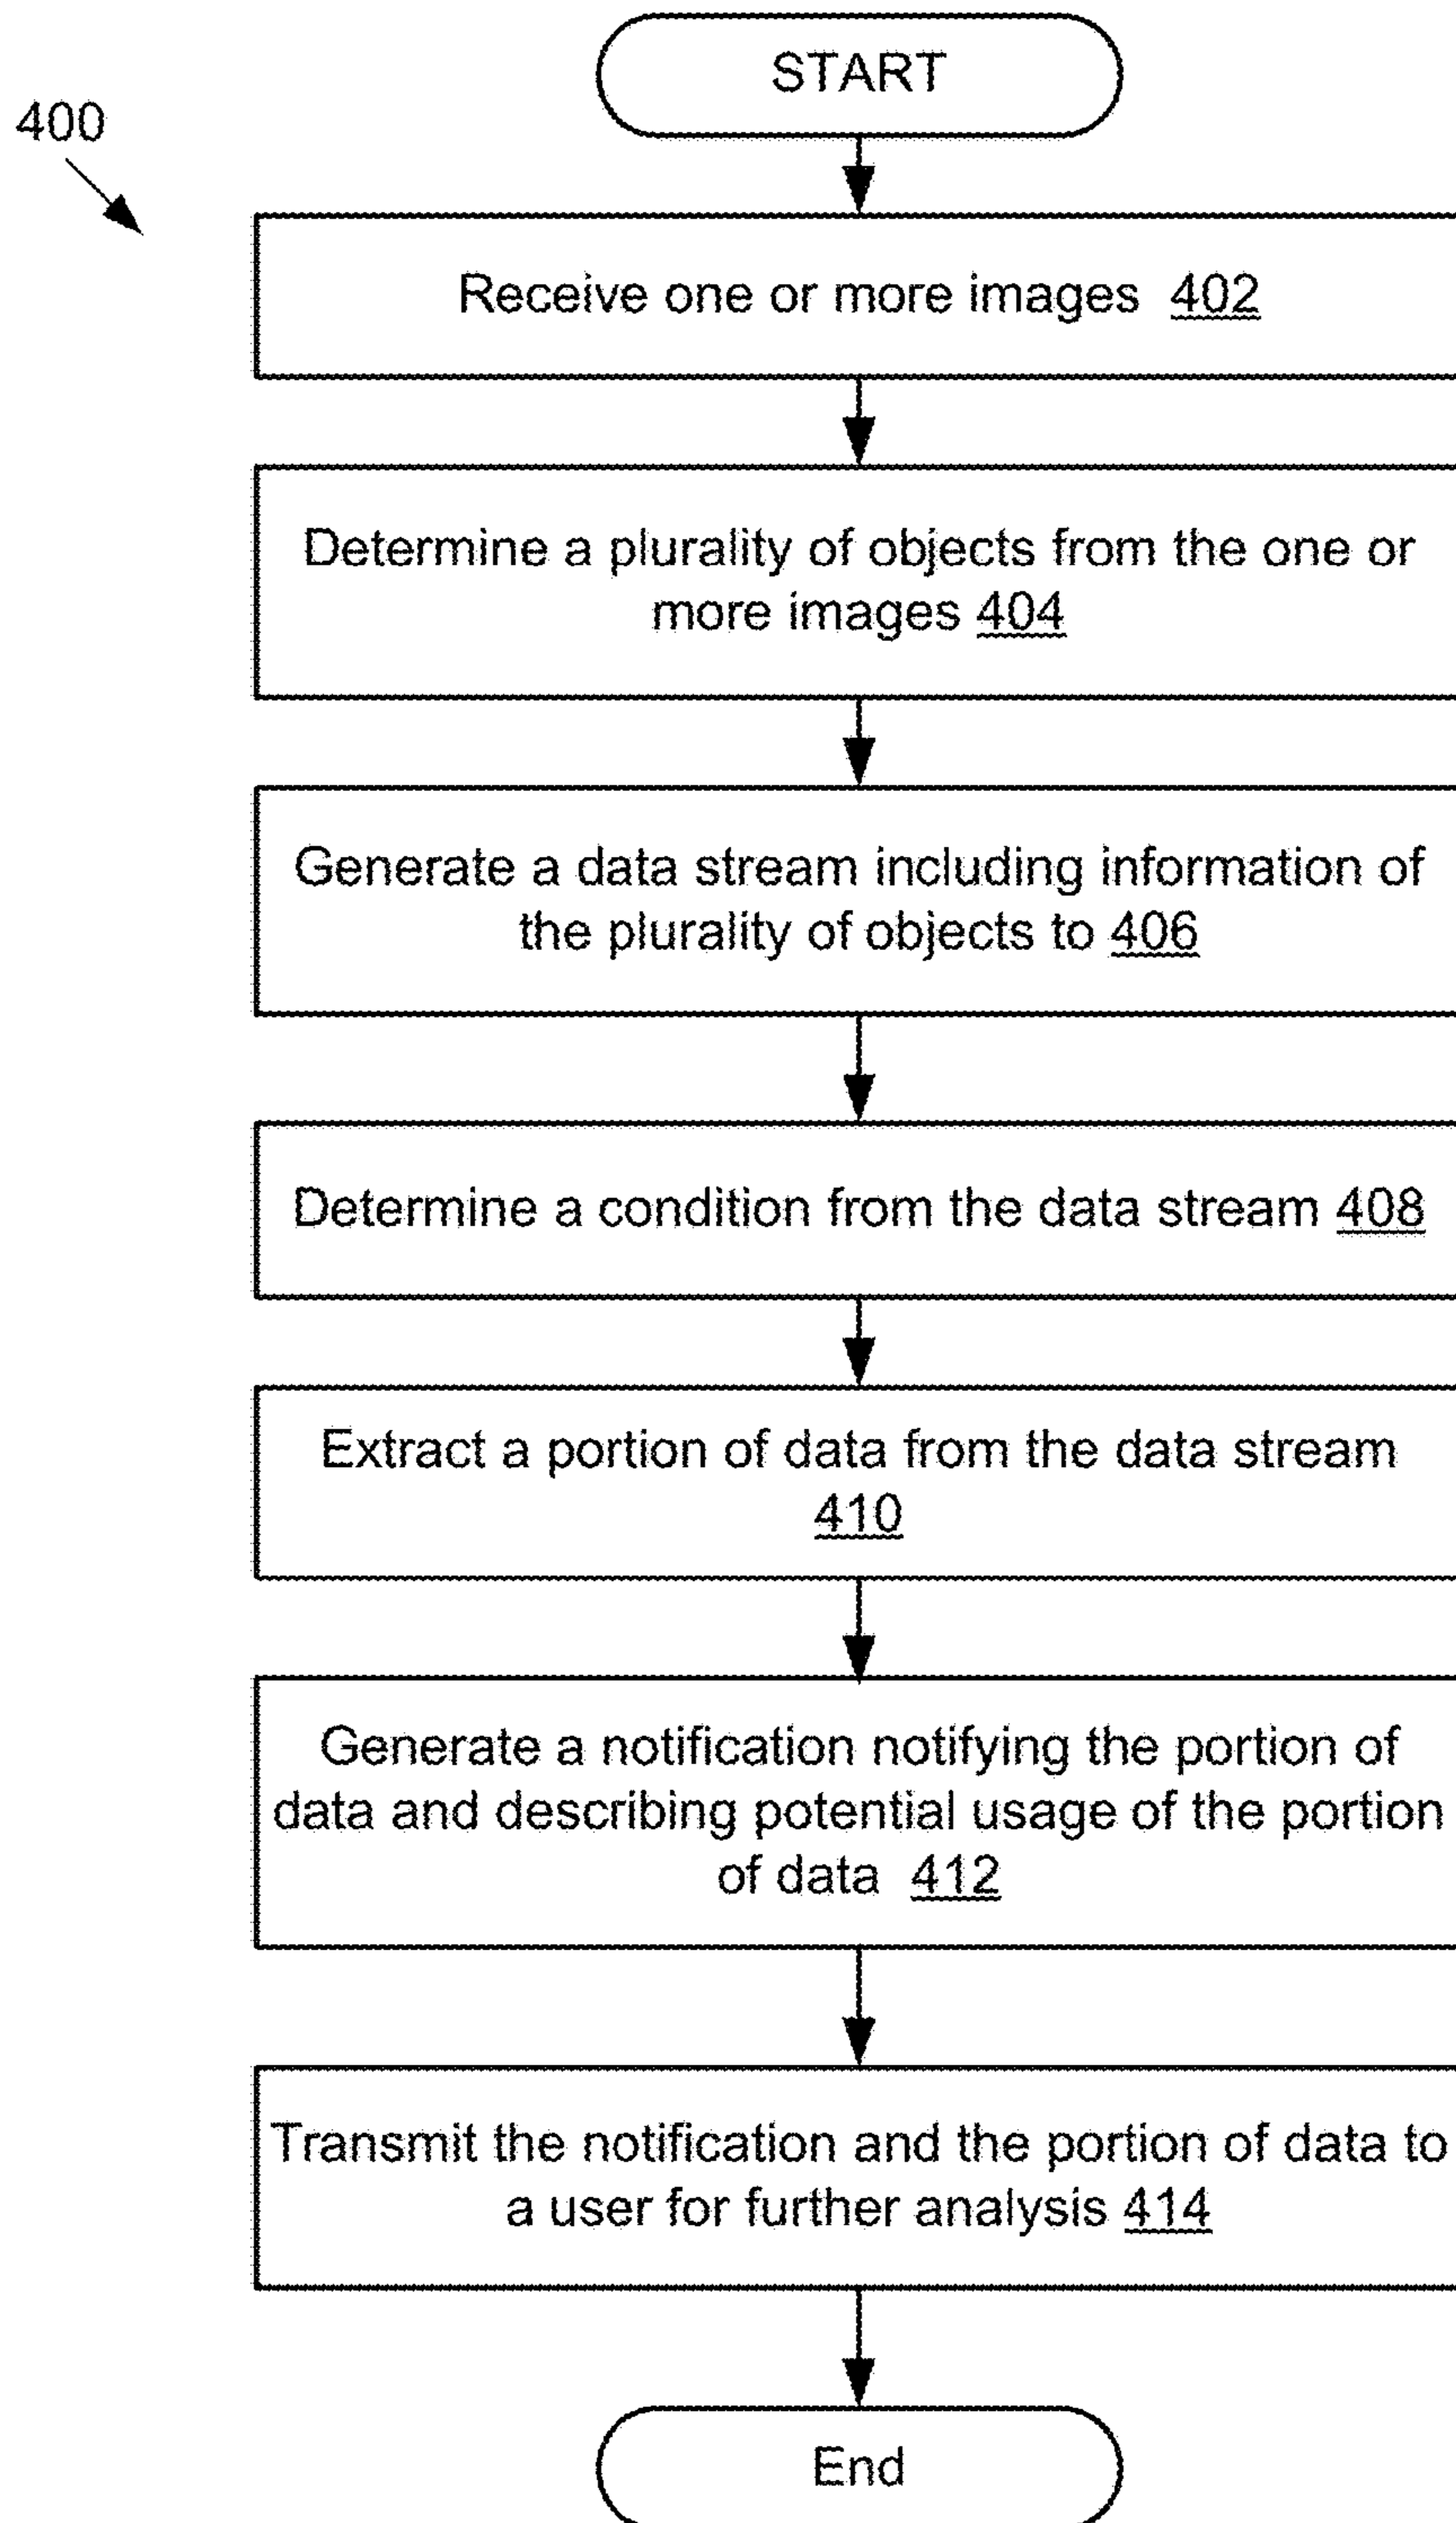 START
400
Receive one or more images 402
Determine a plurality of objects from the one or
more images 404
Generate a data stream including information of
the plurality of objects to 406
Determine a condition from the data stream 408
Extract a portion of data from the data stream
410
Generate a notification notifying the portion of
data and describing potential usage of the portion
of data 412
Transmit the notification and the portion of data to
a user for further analysis 414
End